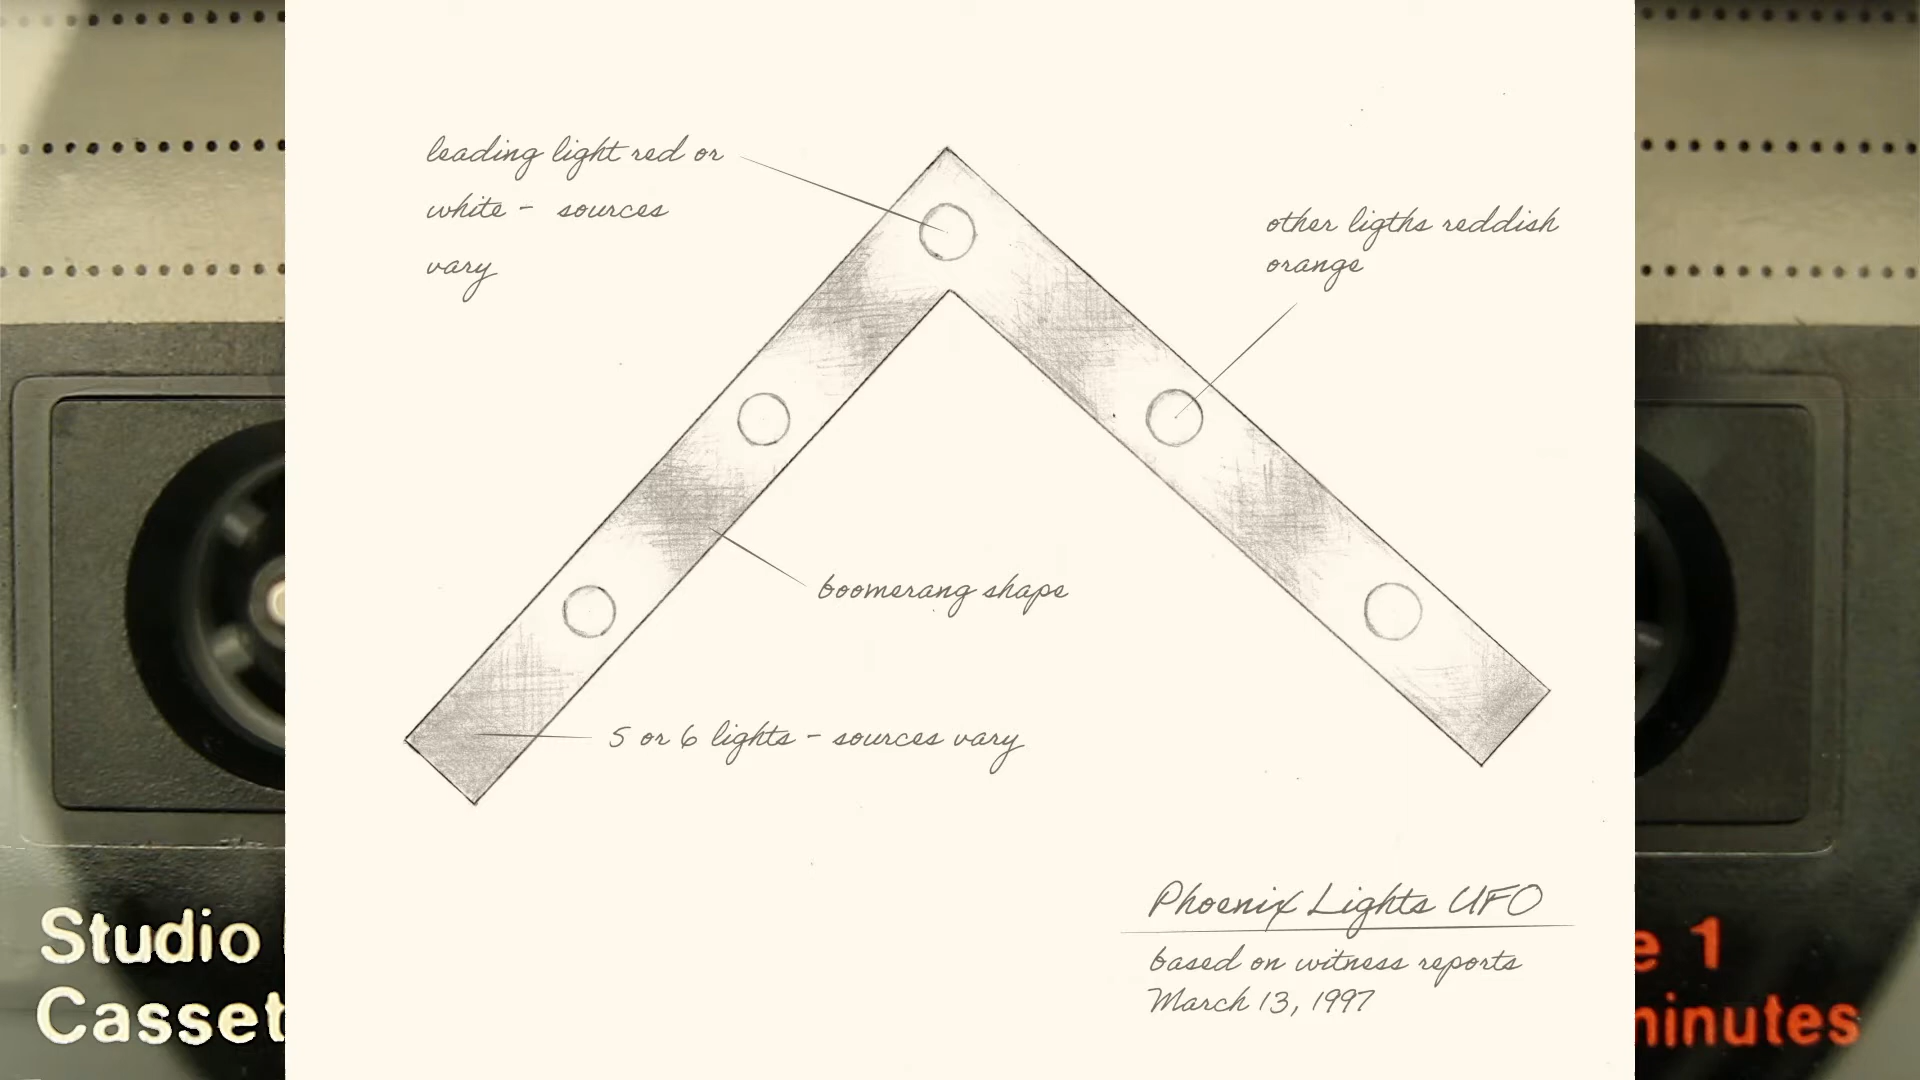 leading light red or
white - sources
vary
other ligths reddish
orange
boomerang shape
5 or 6 lights - sources vary
Phoenix Lights UFO
based on witness reports
March 13, 1997
Studio
Casset
e 1
minutes